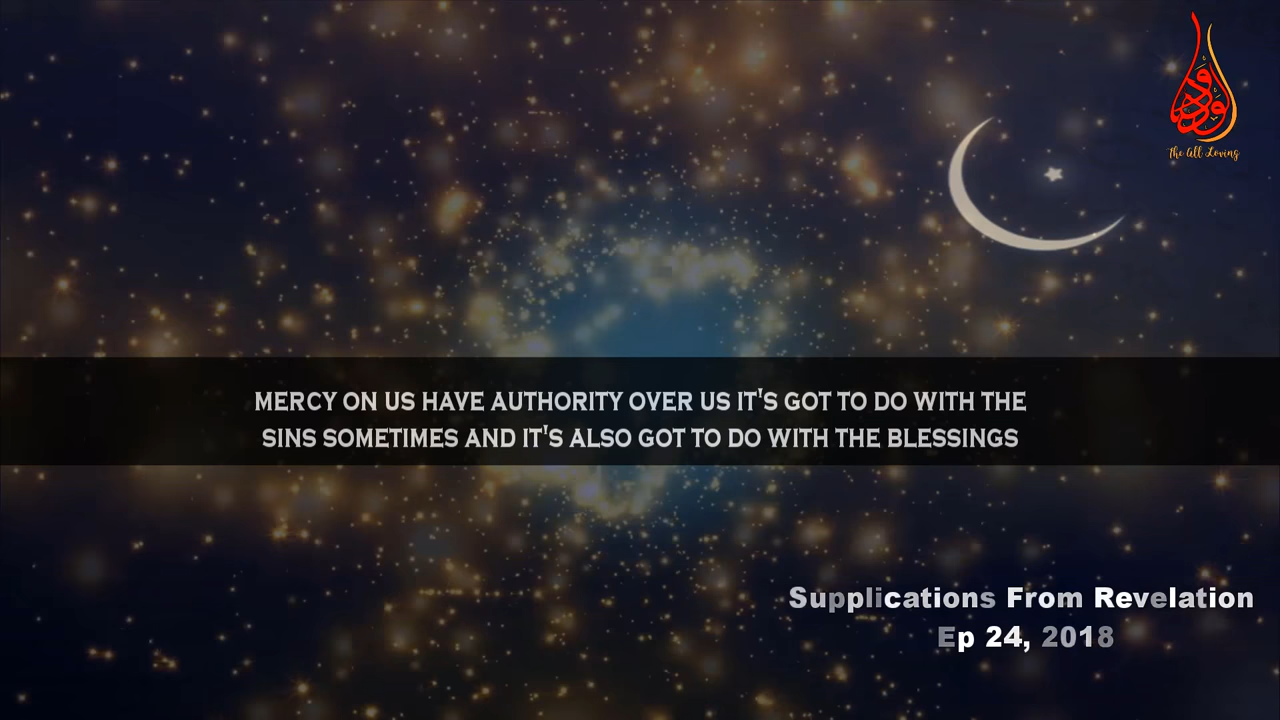 الودود
The All Loving
MERCY ON US HAVE AUTHORITY OVER US IT'S GOT TO DO WITH THE
SINS SOMETIMES AND IT'S ALSO GOT TO DO WITH THE BLESSINGS
Supplications From Revelation
Ep 24, 2018